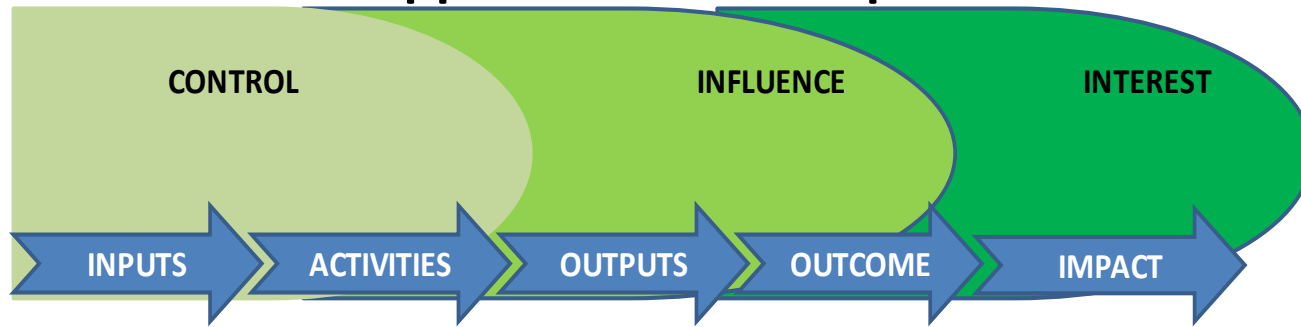 CONTROL INFLUENCE INTEREST
INPUTS ACTIVITIES OUTPUTS OUTCOME IMPACT